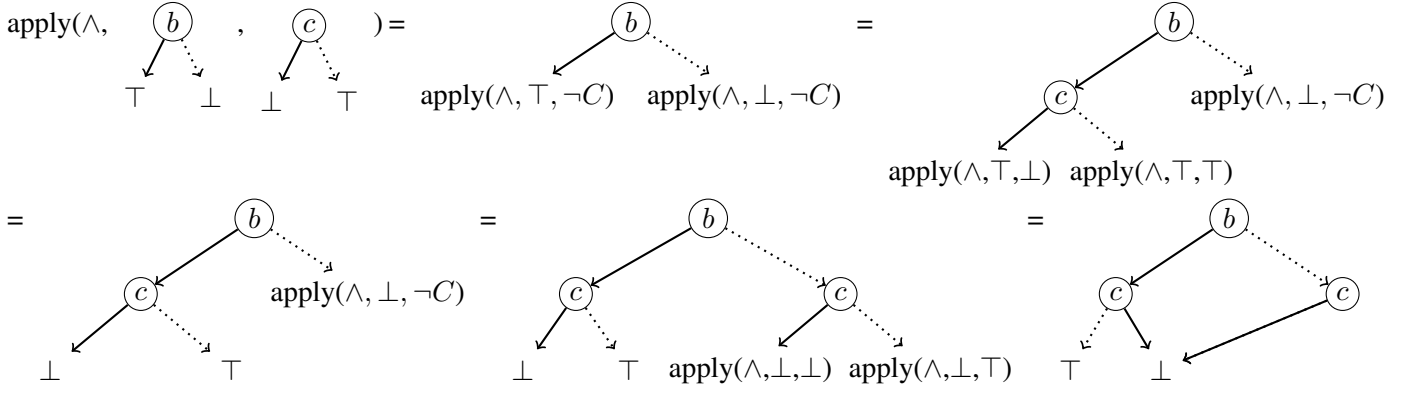 apply(∧, b , c ) = b = b
⊤ ⊥ ⊥ ⊤ apply(∧, ⊤, ¬C) apply(∧, ⊥, ¬C) c apply(∧, ⊥, ¬C)
apply(∧,⊤,⊥) apply(∧,⊤,⊤)
= b = b = b
c apply(∧, ⊥, ¬C) c c c c
⊥ ⊤ ⊥ ⊤ apply(∧,⊥,⊥) apply(∧,⊥,⊤) ⊤ ⊥